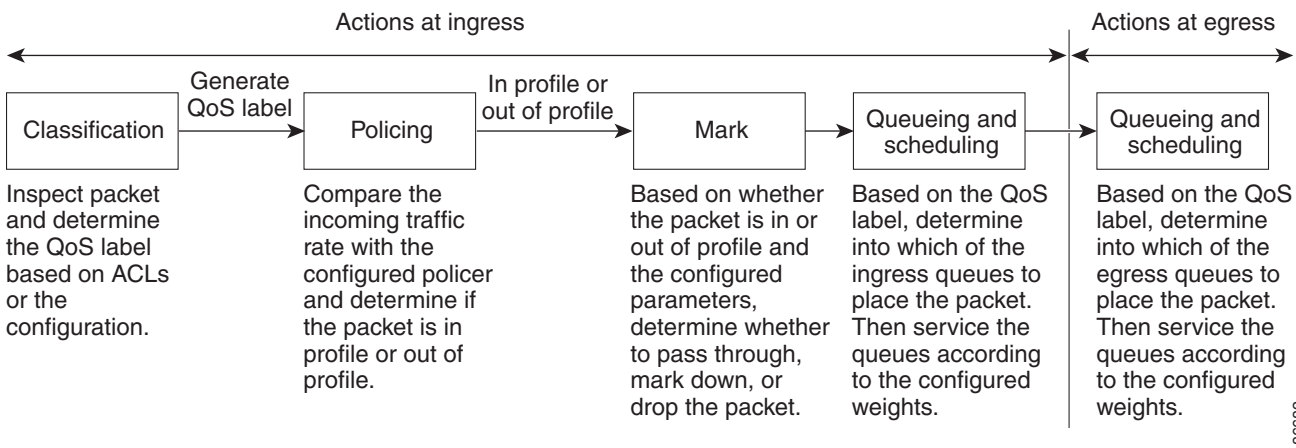 Actions at ingress
Actions at egress
Generate
QoS label
In profile or
out of profile
Classification
Policing
Mark
Queueing and
scheduling
Queueing and
scheduling
Inspect packet
and determine
the QoS label
based on ACLs
or the
configuration.
Compare the
incoming traffic
rate with the
configured policer
and determine if
the packet is in
profile or out of
profile.
Based on whether
the packet is in or
out of profile and
the configured
parameters,
determine whether
to pass through,
mark down, or
drop the packet.
Based on the QoS
label, determine
into which of the
ingress queues to
place the packet.
Then service the
queues according
to the configured
weights.
Based on the QoS
label, determine
into which of the
egress queues to
place the packet.
Then service the
queues according
to the configured
weights.